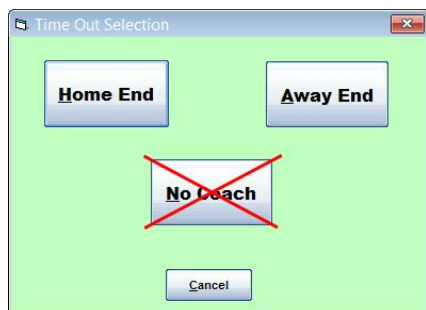 Time Out Selection
Home End
Away End
No Coach
Cancel